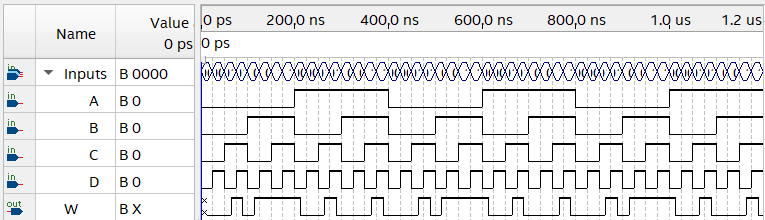 Name
Value
0 ps
0 ps 200,0 ns 400,0 ns 600,0 ns 800,0 ns 1.0 us 1.2 us
0 ps
in Inputs B 0000
in A B 0
in B B 0
in C B 0
in D B 0
out W B X